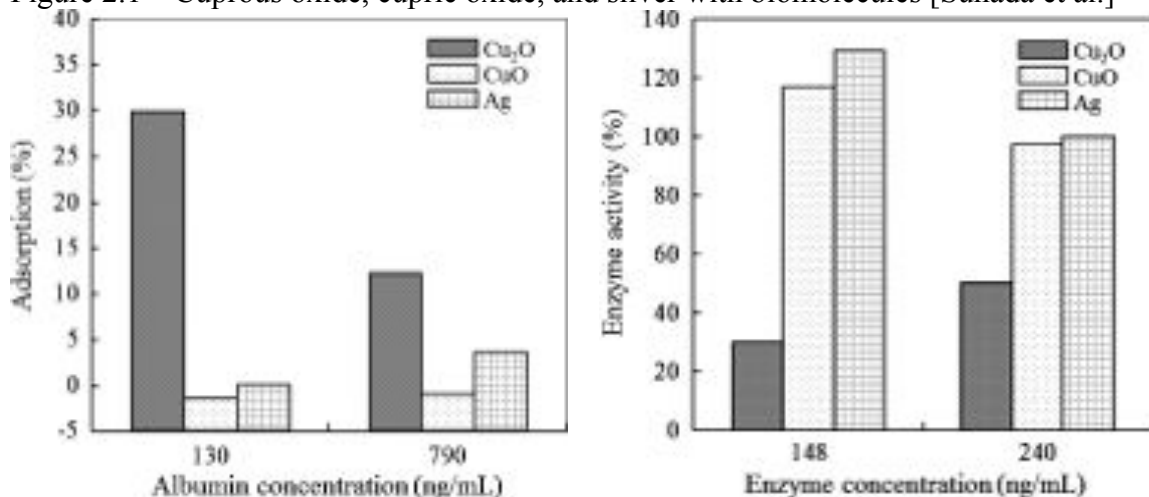 Figure 2.1 – Cuprous oxide, cupric oxide, and silver with biomolecules [Sunada et al.]
40
35
30
25
20
15
10
5
0
-5
Adsorption (%)
Cu₂O
CuO
Ag
130
790
Albumin concentration (ng/mL)
140
120
100
80
60
40
20
0
Enzyme activity (%)
Cu₂O
CuO
Ag
148
240
Enzyme concentration (ng/mL)